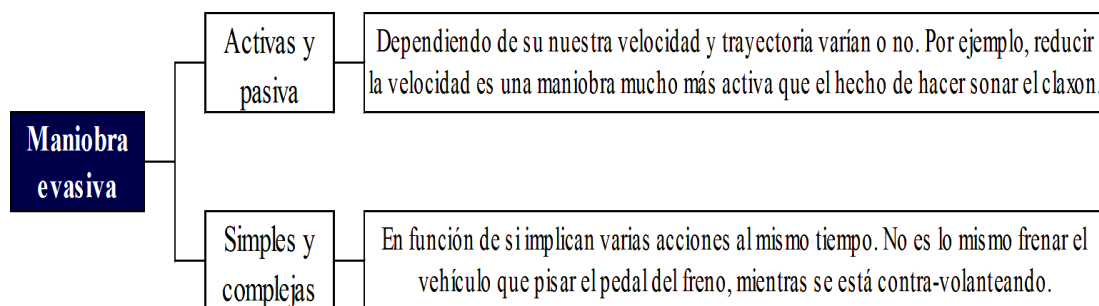 Maniobra
evasiva
Activas y
pasiva
Dependiendo de su nuestra velocidad y trayectoria varían o no. Por ejemplo, reducir
la velocidad es una maniobra mucho más activa que el hecho de hacer sonar el claxon.
Simples y
complejas
En función de si implican varias acciones al mismo tiempo. No es lo mismo frenar el
vehículo que pisar el pedal del freno, mientras se está contra-volanteando.